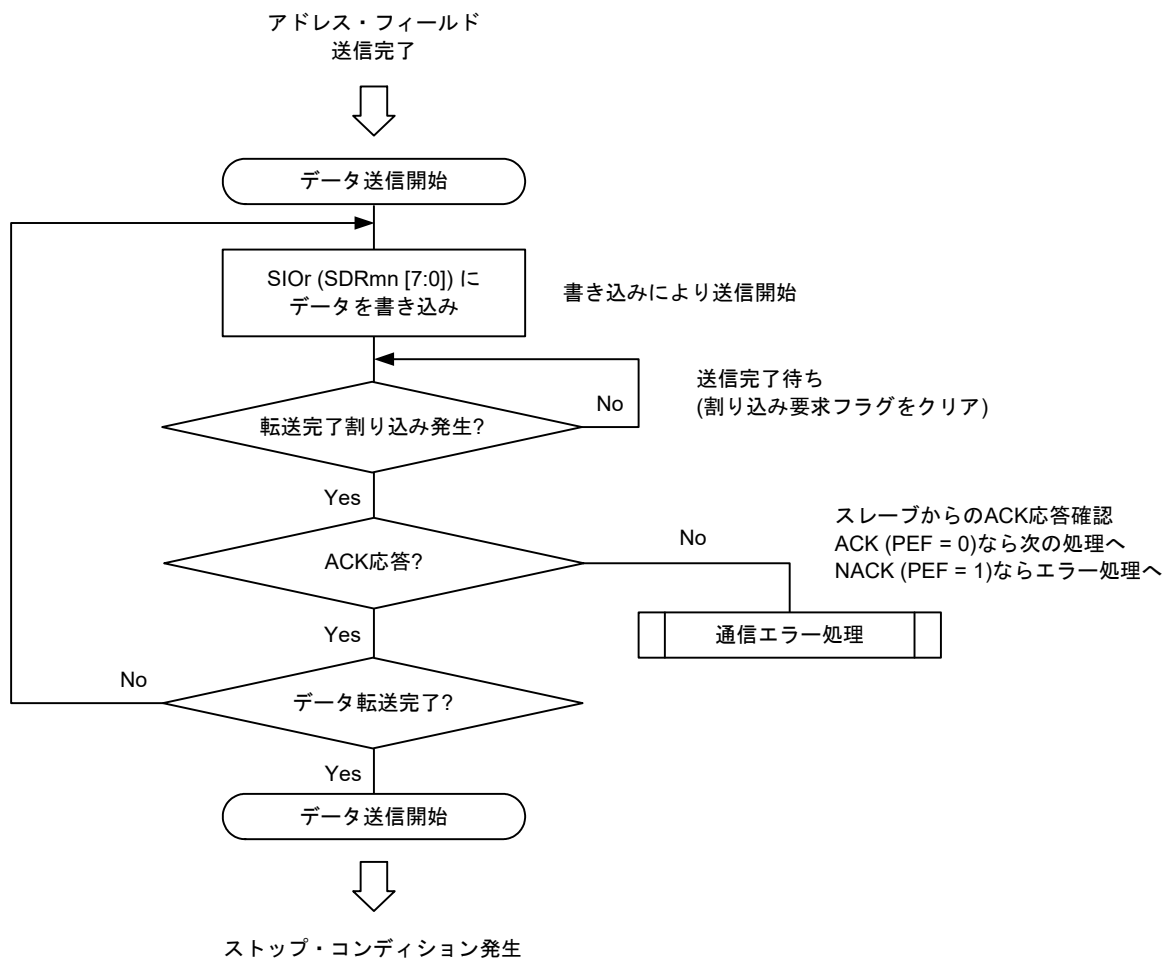 アドレス・フィールド
送信完了
データ送信開始
SIOr (SDRmn [7:0]) に
データを書き込み
書き込みにより送信開始
転送完了割り込み発生?
No
送信完了待ち
(割り込み要求フラグをクリア)
Yes
ACK応答?
No
スレーブからのACK応答確認
ACK (PEF = 0)なら次の処理へ
NACK (PEF = 1)ならエラー処理へ
通信エラー処理
Yes
データ転送完了?
No
Yes
データ送信開始
ストップ・コンディション発生